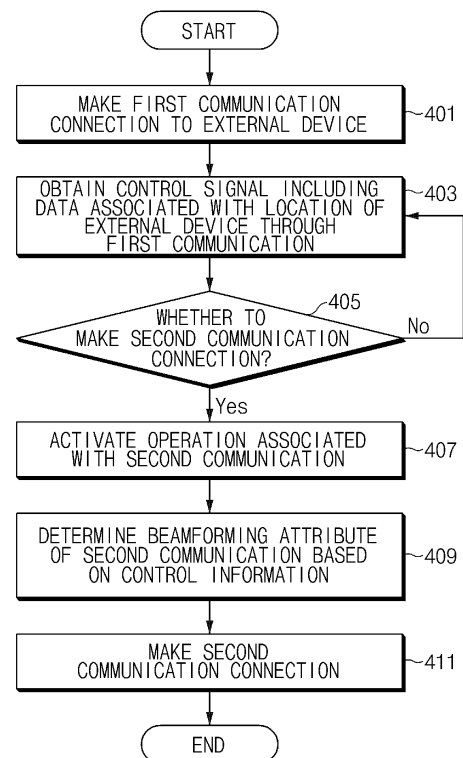 START
MAKE FIRST COMMUNICATION
CONNECTION TO EXTERNAL DEVICE
401
OBTAIN CONTROL SIGNAL INCLUDING
DATA ASSOCIATED WITH LOCATION OF
EXTERNAL DEVICE THROUGH
FIRST COMMUNICATION
403
405
WHETHER TO
MAKE SECOND COMMUNICATION
CONNECTION?
No
Yes
ACTIVATE OPERATION ASSOCIATED
WITH SECOND COMMUNICATION
407
DETERMINE BEAMFORMING ATTRIBUTE
OF SECOND COMMUNICATION BASED
ON CONTROL INFORMATION
409
MAKE SECOND
COMMUNICATION CONNECTION
411
END